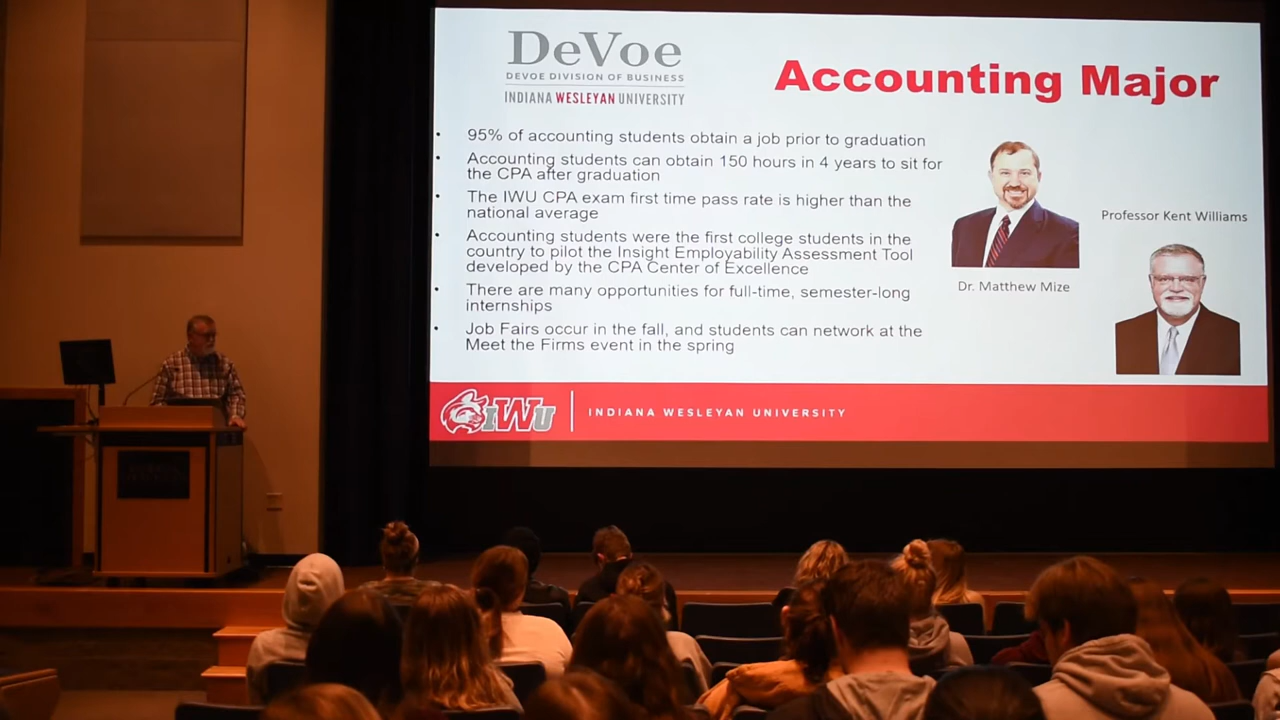 DeVoe
DEVOE DIVISION OF BUSINESS
INDIANA WESLEYAN UNIVERSITY
Accounting Major
• 95% of accounting students obtain a job prior to graduation
• Accounting students can obtain 150 hours in 4 years to sit for
the CPA after graduation
• The IWU CPA exam first time pass rate is higher than the
national average
• Accounting students were the first college students in the
country to pilot the Insight Employability Assessment Tool
developed by the CPA Center of Excellence
• There are many opportunities for full-time, semester-long
internships
• Job Fairs occur in the fall, and students can network at the
Meet the Firms event in the spring
Dr. Matthew Mize
Professor Kent Williams
IWU
INDIANA WESLEYAN UNIVERSITY